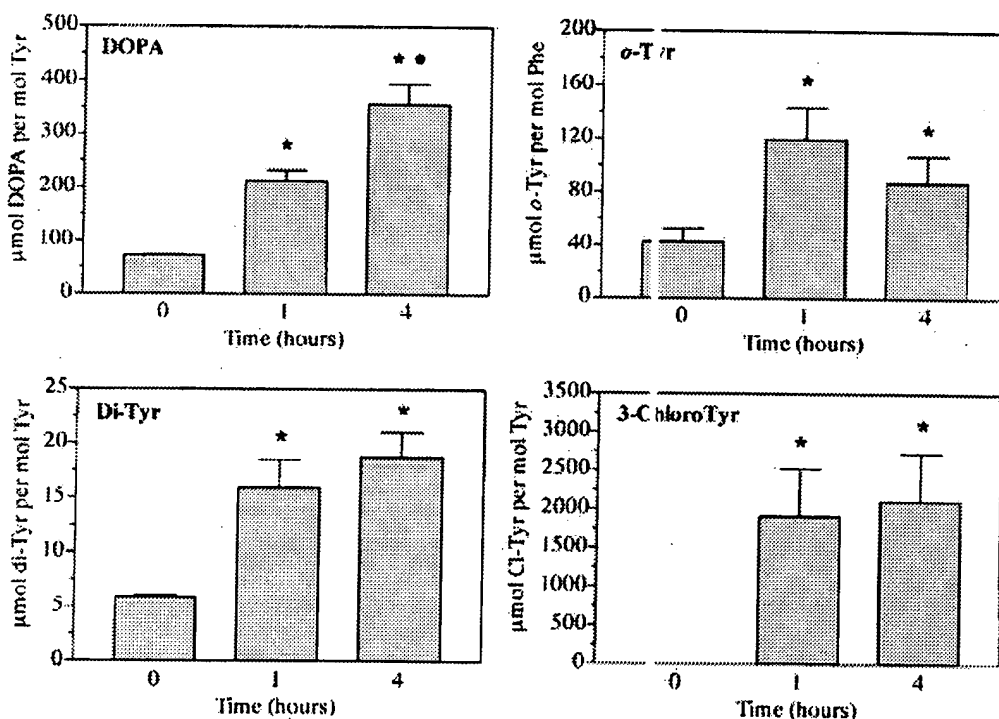 DOPA
μmol DOPA per mol Tyr
500
400
300
200
100
0
*
* *
0 1 4
Time (hours)
o-Tyr
μmol o-Tyr per mol Phe
200
160
120
80
40
0
*
*
0 1 4
Time (hours)
Di-Tyr
μmol di-Tyr per mol Tyr
25
20
15
10
5
0
*
*
0 1 4
Time (hours)
3-ChloroTyr
μmol Cl-Tyr per mol Tyr
3500
3000
2500
2000
1500
1000
500
0
*
*
0 1 4
Time (hours)